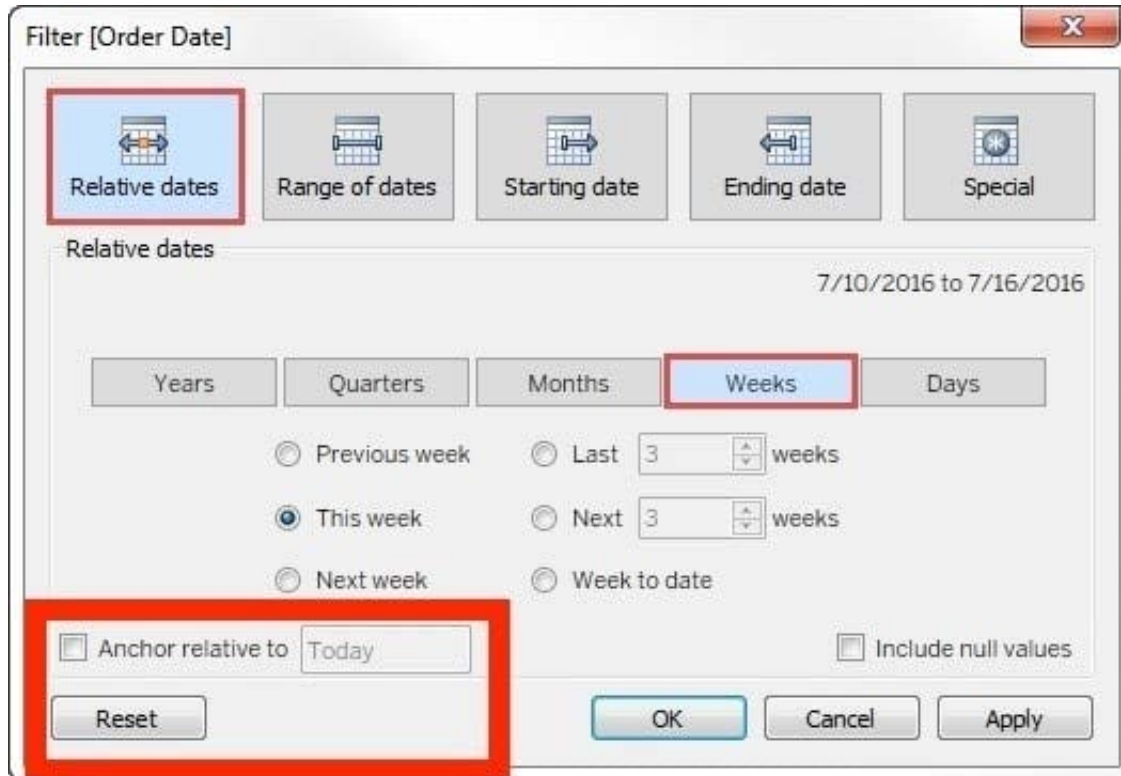 Filter [Order Date]
Relative dates
Range of dates
Starting date
Ending date
Special
Relative dates
7/10/2016 to 7/16/2016
Years
Quarters
Months
Weeks
Days
Previous week
Last 3 weeks
This week
Next 3 weeks
Next week
Week to date
Anchor relative to Today
Include null values
Reset
OK
Cancel
Apply